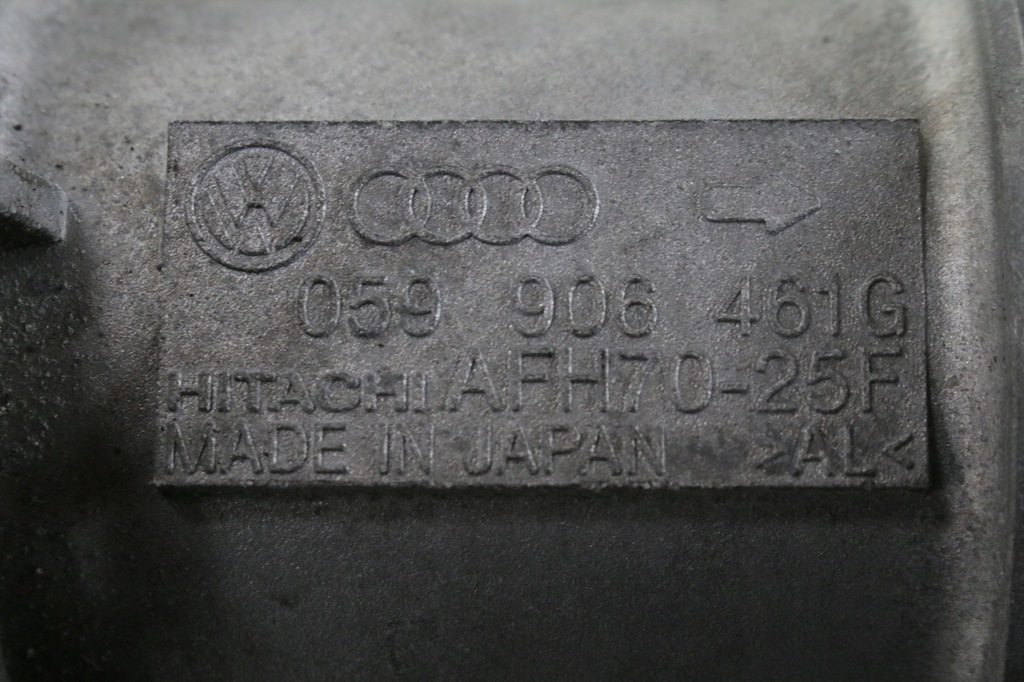 059 906 461G
HITACHI AFH70-25F
MADE IN JAPAN >AL<